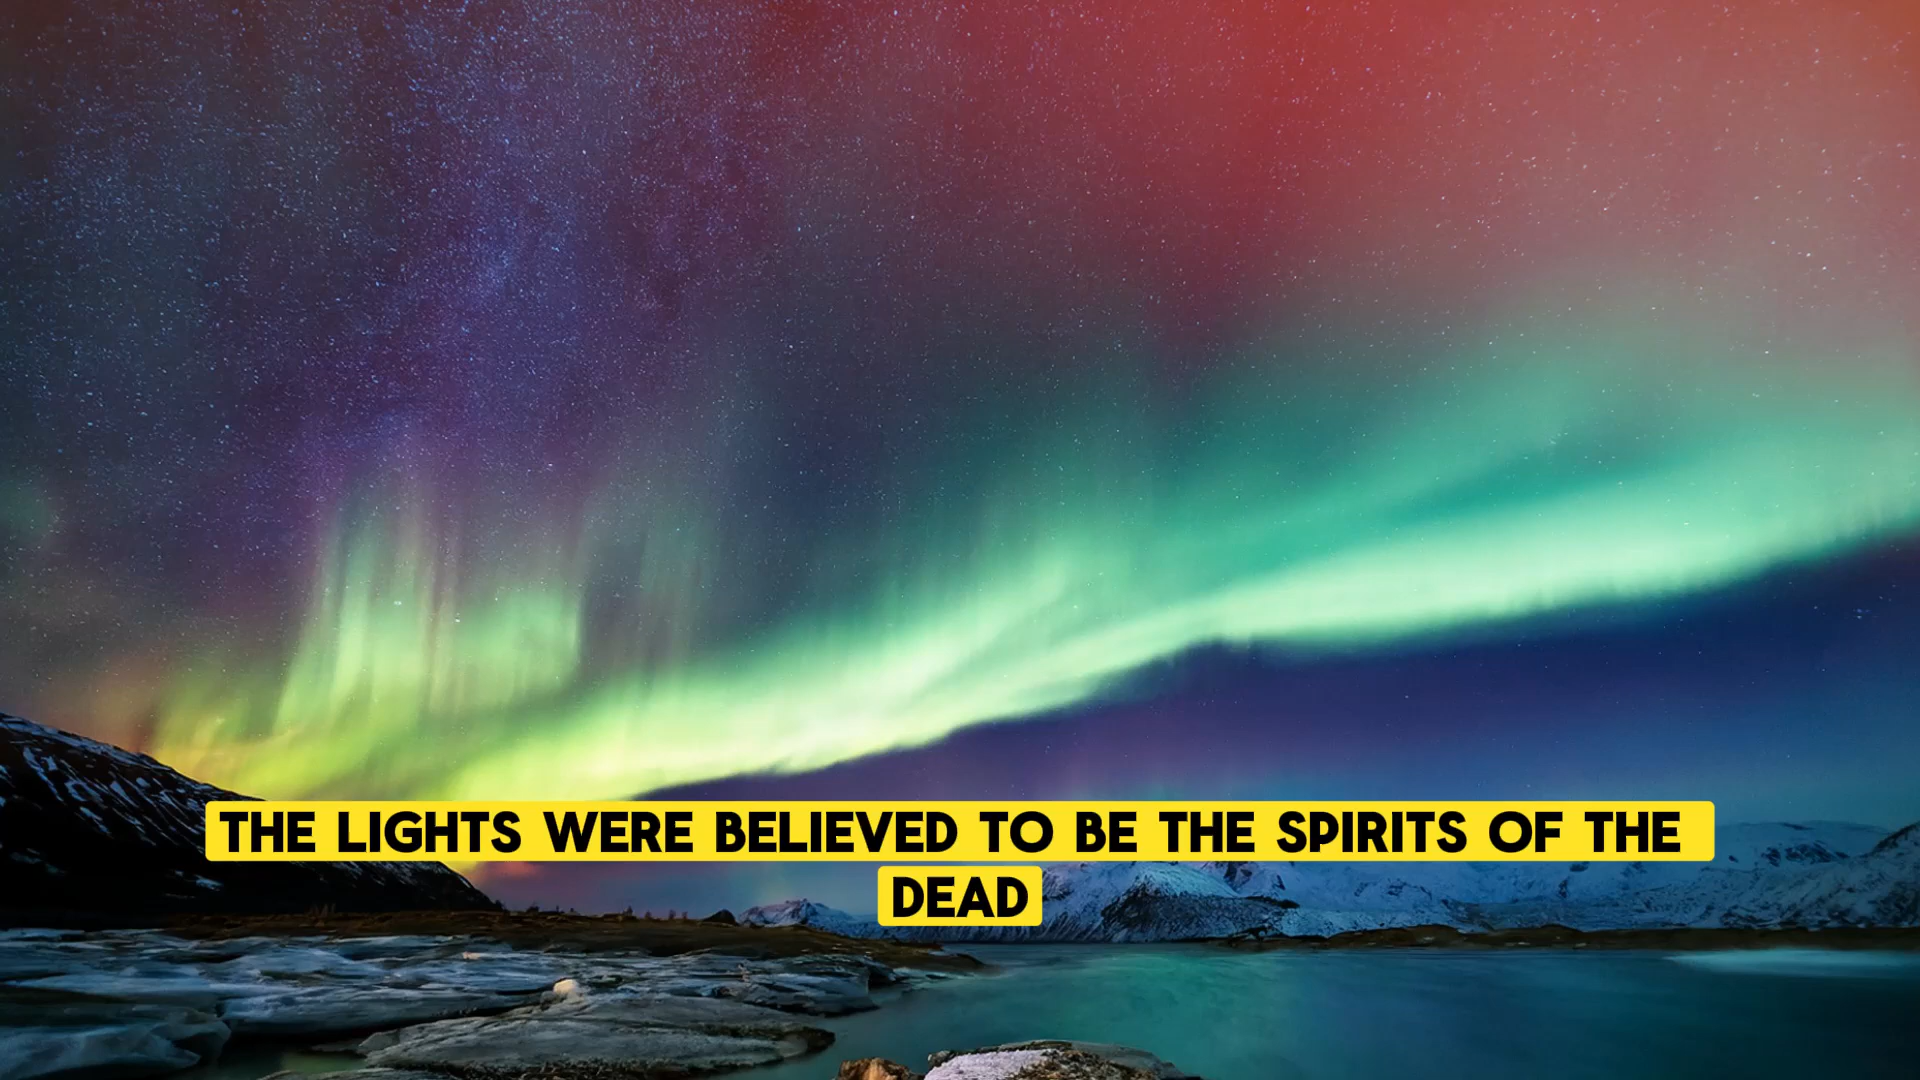 THE LIGHTS WERE BELIEVED TO BE THE SPIRITS OF THE
DEAD